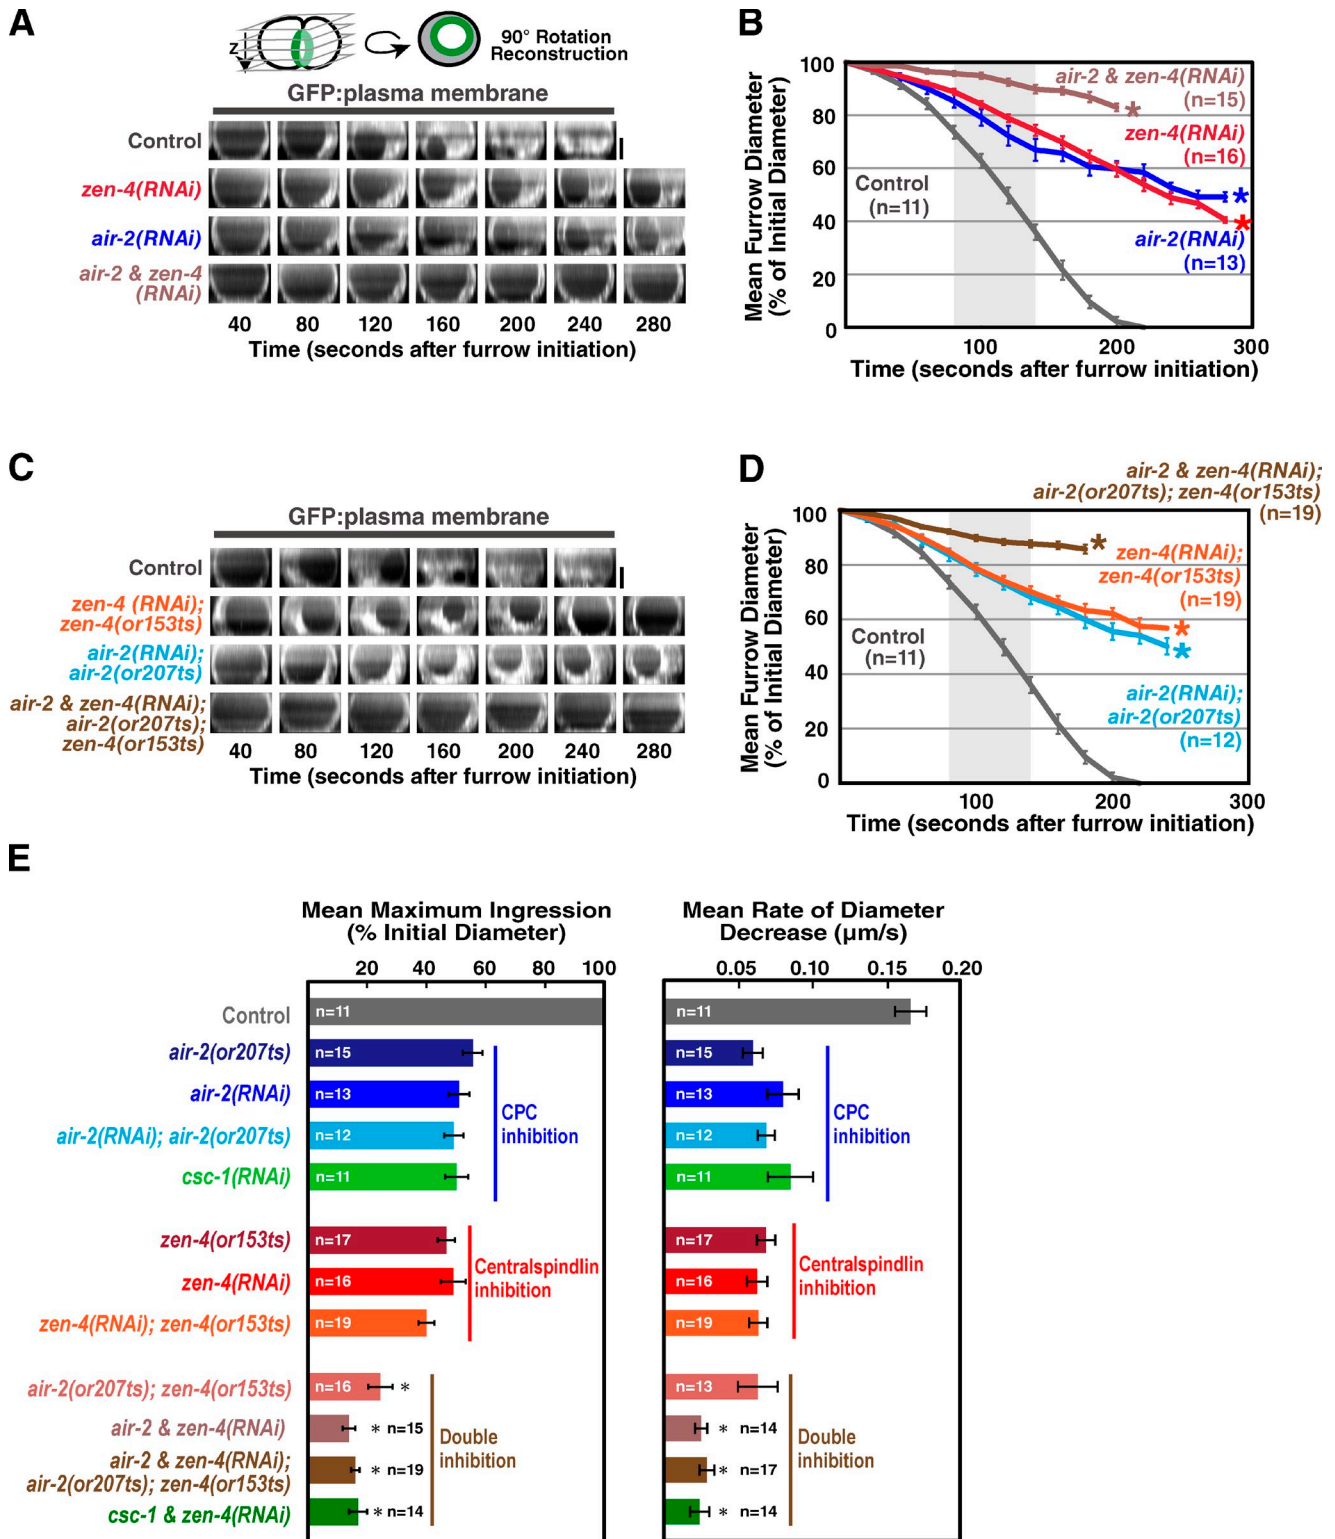 A
z
90° Rotation
Reconstruction
GFP:plasma membrane
Control
zen-4(RNAi)
air-2(RNAi)
air-2 & zen-4
(RNAi)
40 80 120 160 200 240 280
Time (seconds after furrow initiation)
B
Mean Furrow Diameter
(% of Initial Diameter)
100
80
60
40
20
0
air-2 & zen-4(RNAi)
(n=15)
*
zen-4(RNAi)
(n=16)
Control
(n=11)
*
*
air-2(RNAi)
(n=13)
100 200 300
Time (seconds after furrow initiation)
C
GFP:plasma membrane
Control
zen-4 (RNAi);
zen-4(or153ts)
air-2(RNAi);
air-2(or207ts)
air-2 & zen-4(RNAi);
air-2(or207ts);
zen-4(or153ts)
40 80 120 160 200 240 280
Time (seconds after furrow initiation)
D
air-2 & zen-4(RNAi);
air-2(or207ts); zen-4(or153ts)
(n=19)
Mean Furrow Diameter
(% of Initial Diameter)
100
80
60
40
20
0
*
zen-4(RNAi);
zen-4(or153ts)
(n=19)
Control
(n=11)
*
*
air-2(RNAi);
air-2(or207ts)
(n=12)
100 200 300
Time (seconds after furrow initiation)
E
Mean Maximum Ingression
(% Initial Diameter)
20 40 60 80 100
Mean Rate of Diameter
Decrease (µm/s)
0.05 0.10 0.15 0.20
Control n=11 n=11
air-2(or207ts) n=15 n=15
air-2(RNAi) n=13 n=13
air-2(RNAi); air-2(or207ts) n=12 n=12
csc-1(RNAi) n=11 n=11
CPC
inhibition
CPC
inhibition
zen-4(or153ts) n=17 n=17
zen-4(RNAi) n=16 n=16
zen-4(RNAi); zen-4(or153ts) n=19 n=19
Centralspindlin
inhibition
Centralspindlin
inhibition
air-2(or207ts); zen-4(or153ts) n=16 * n=13
air-2 & zen-4(RNAi) * n=15 * n=14
air-2 & zen-4(RNAi);
air-2(or207ts); zen-4(or153ts) * n=19 * n=17
csc-1 & zen-4(RNAi) * n=14 * n=14
Double
inhibition
Double
inhibition